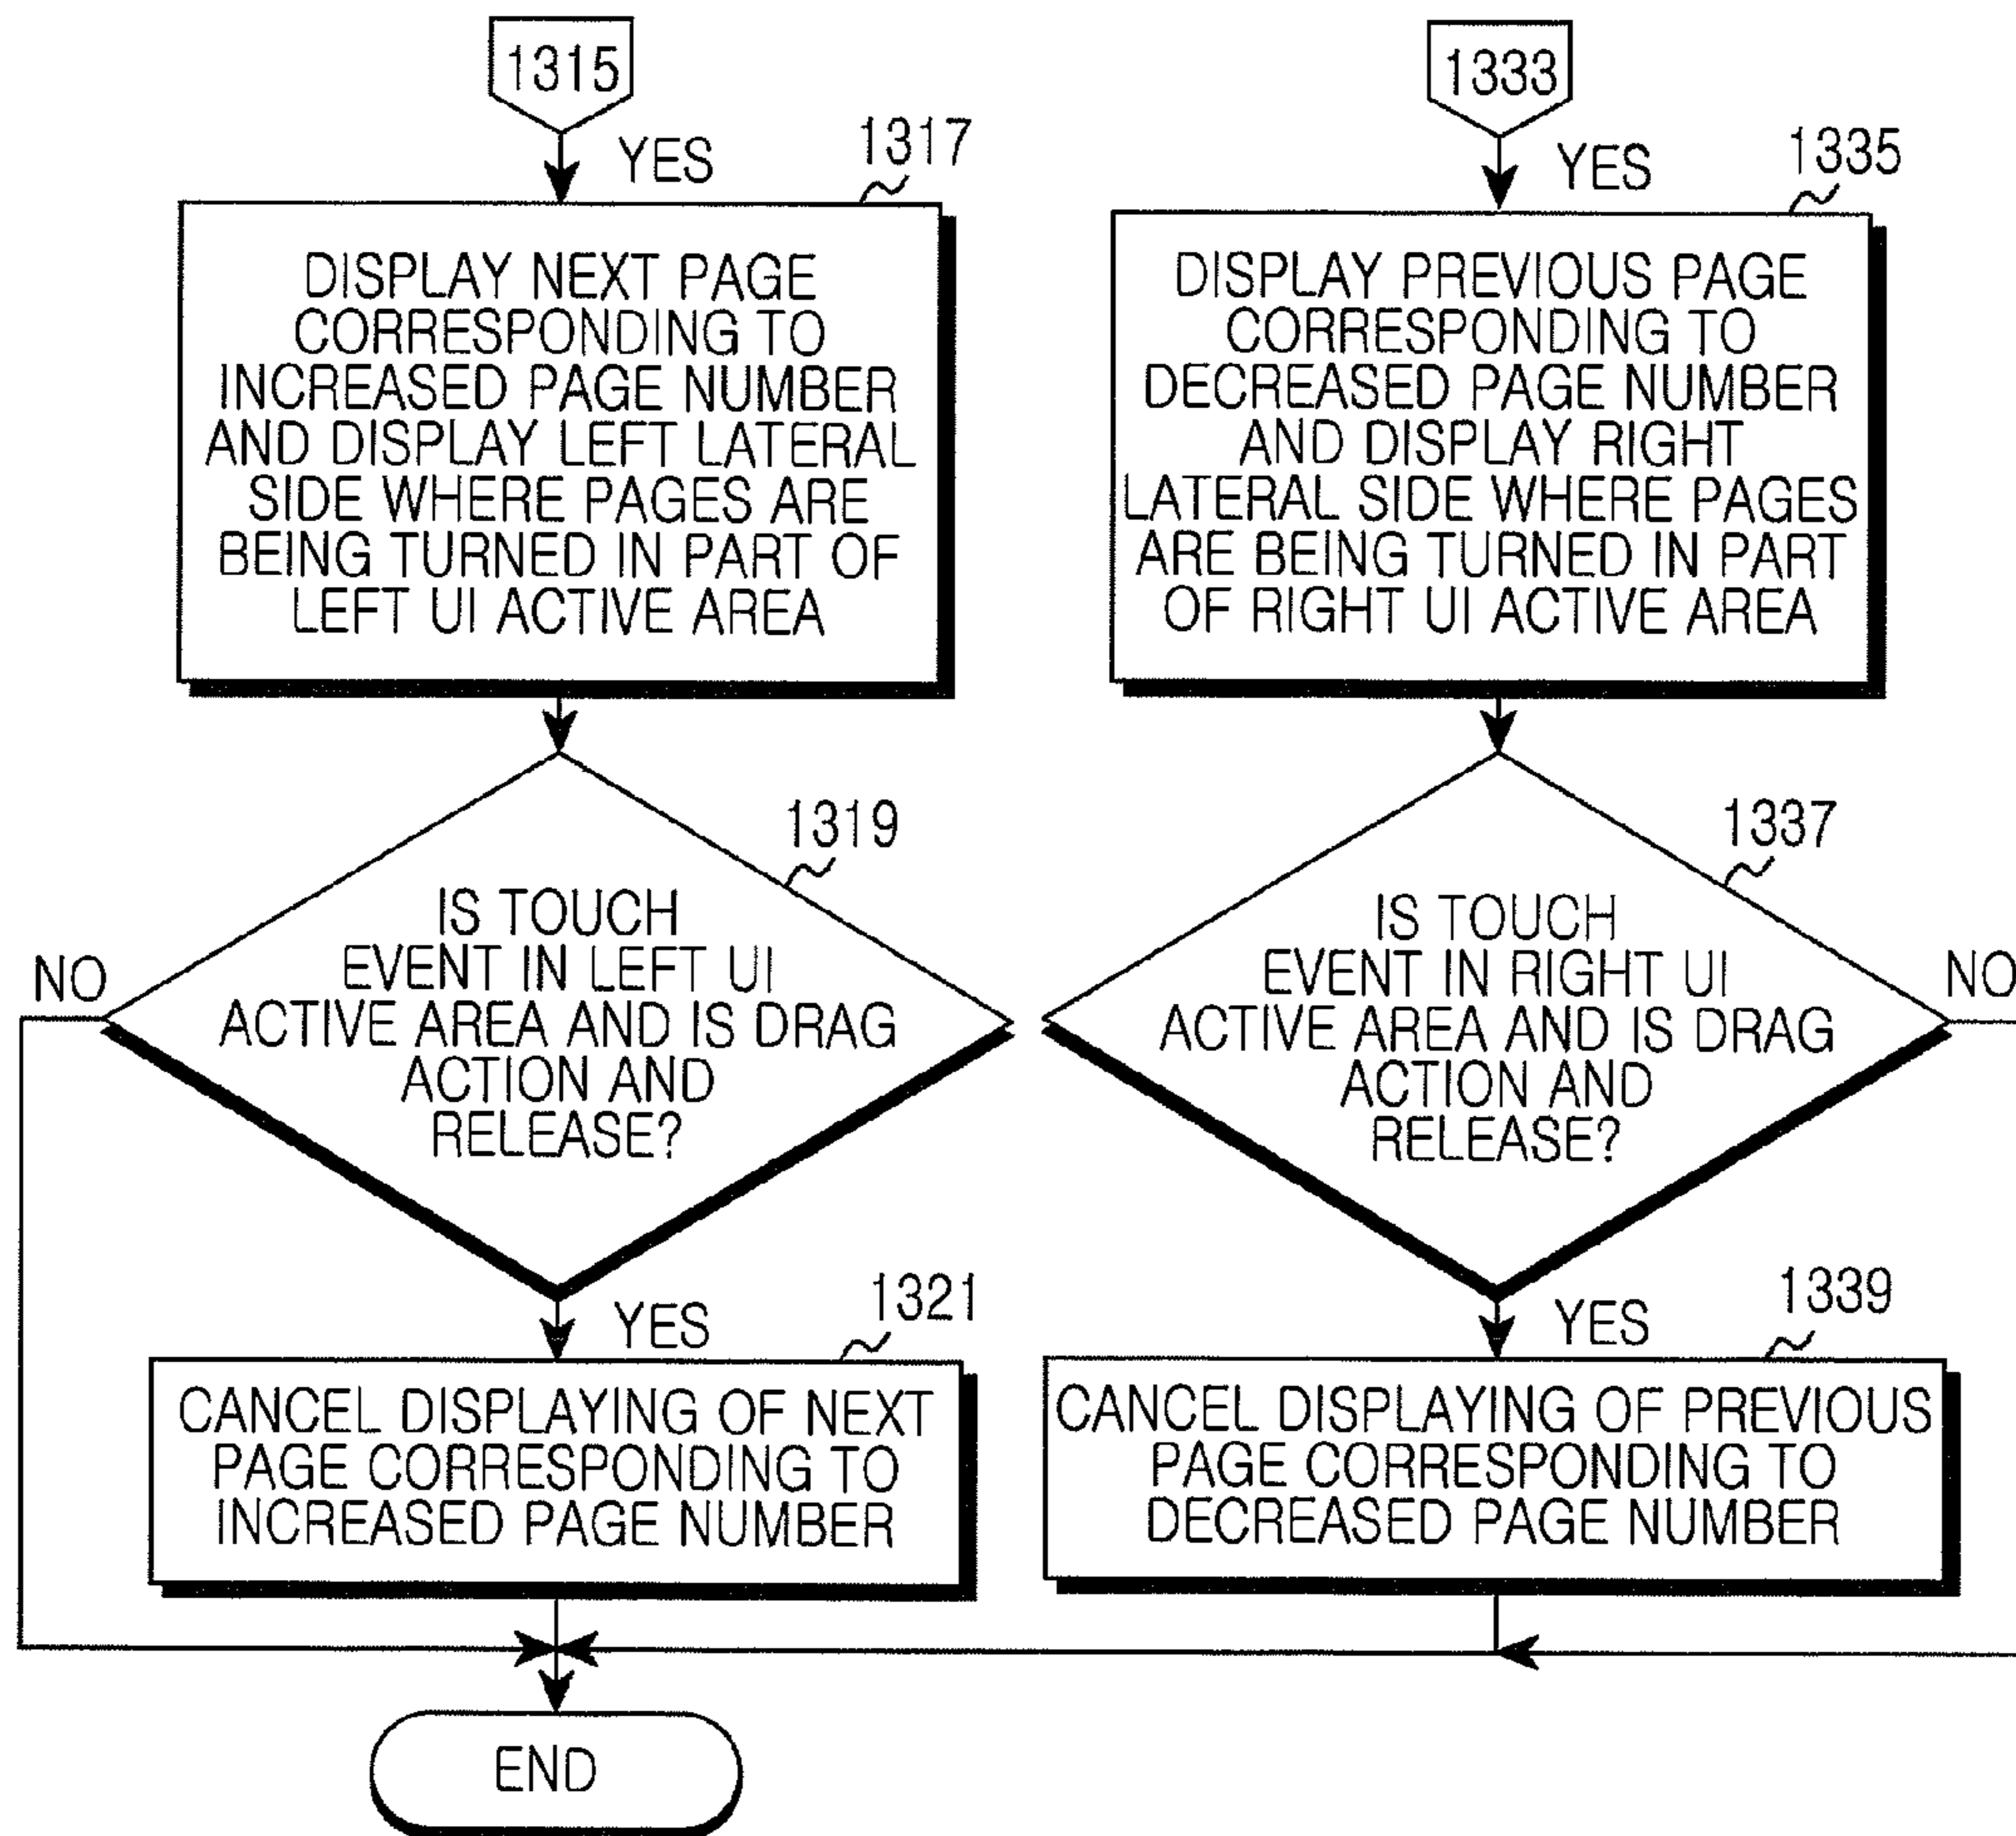 1315
YES
1317
DISPLAY NEXT PAGE
CORRESPONDING TO
INCREASED PAGE NUMBER
AND DISPLAY LEFT LATERAL
SIDE WHERE PAGES ARE
BEING TURNED IN PART OF
LEFT UI ACTIVE AREA
1319
IS TOUCH
EVENT IN LEFT UI
ACTIVE AREA AND IS DRAG
ACTION AND
RELEASE?
NO
YES
1321
CANCEL DISPLAYING OF NEXT
PAGE CORRESPONDING TO
INCREASED PAGE NUMBER
END
1333
YES
1335
DISPLAY PREVIOUS PAGE
CORRESPONDING TO
DECREASED PAGE NUMBER
AND DISPLAY RIGHT
LATERAL SIDE WHERE PAGES
ARE BEING TURNED IN PART
OF RIGHT UI ACTIVE AREA
1337
IS TOUCH
EVENT IN RIGHT UI
ACTIVE AREA AND IS DRAG
ACTION AND
RELEASE?
NO
YES
1339
CANCEL DISPLAYING OF PREVIOUS
PAGE CORRESPONDING TO
DECREASED PAGE NUMBER